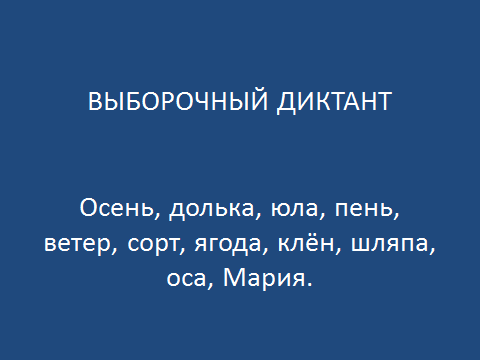 ВЫБОРОЧНЫЙ ДИКТАНТ
Осень, долька, юла, пень,
ветер, сорт, ягода, клён, шляпа,
оса, Мария.